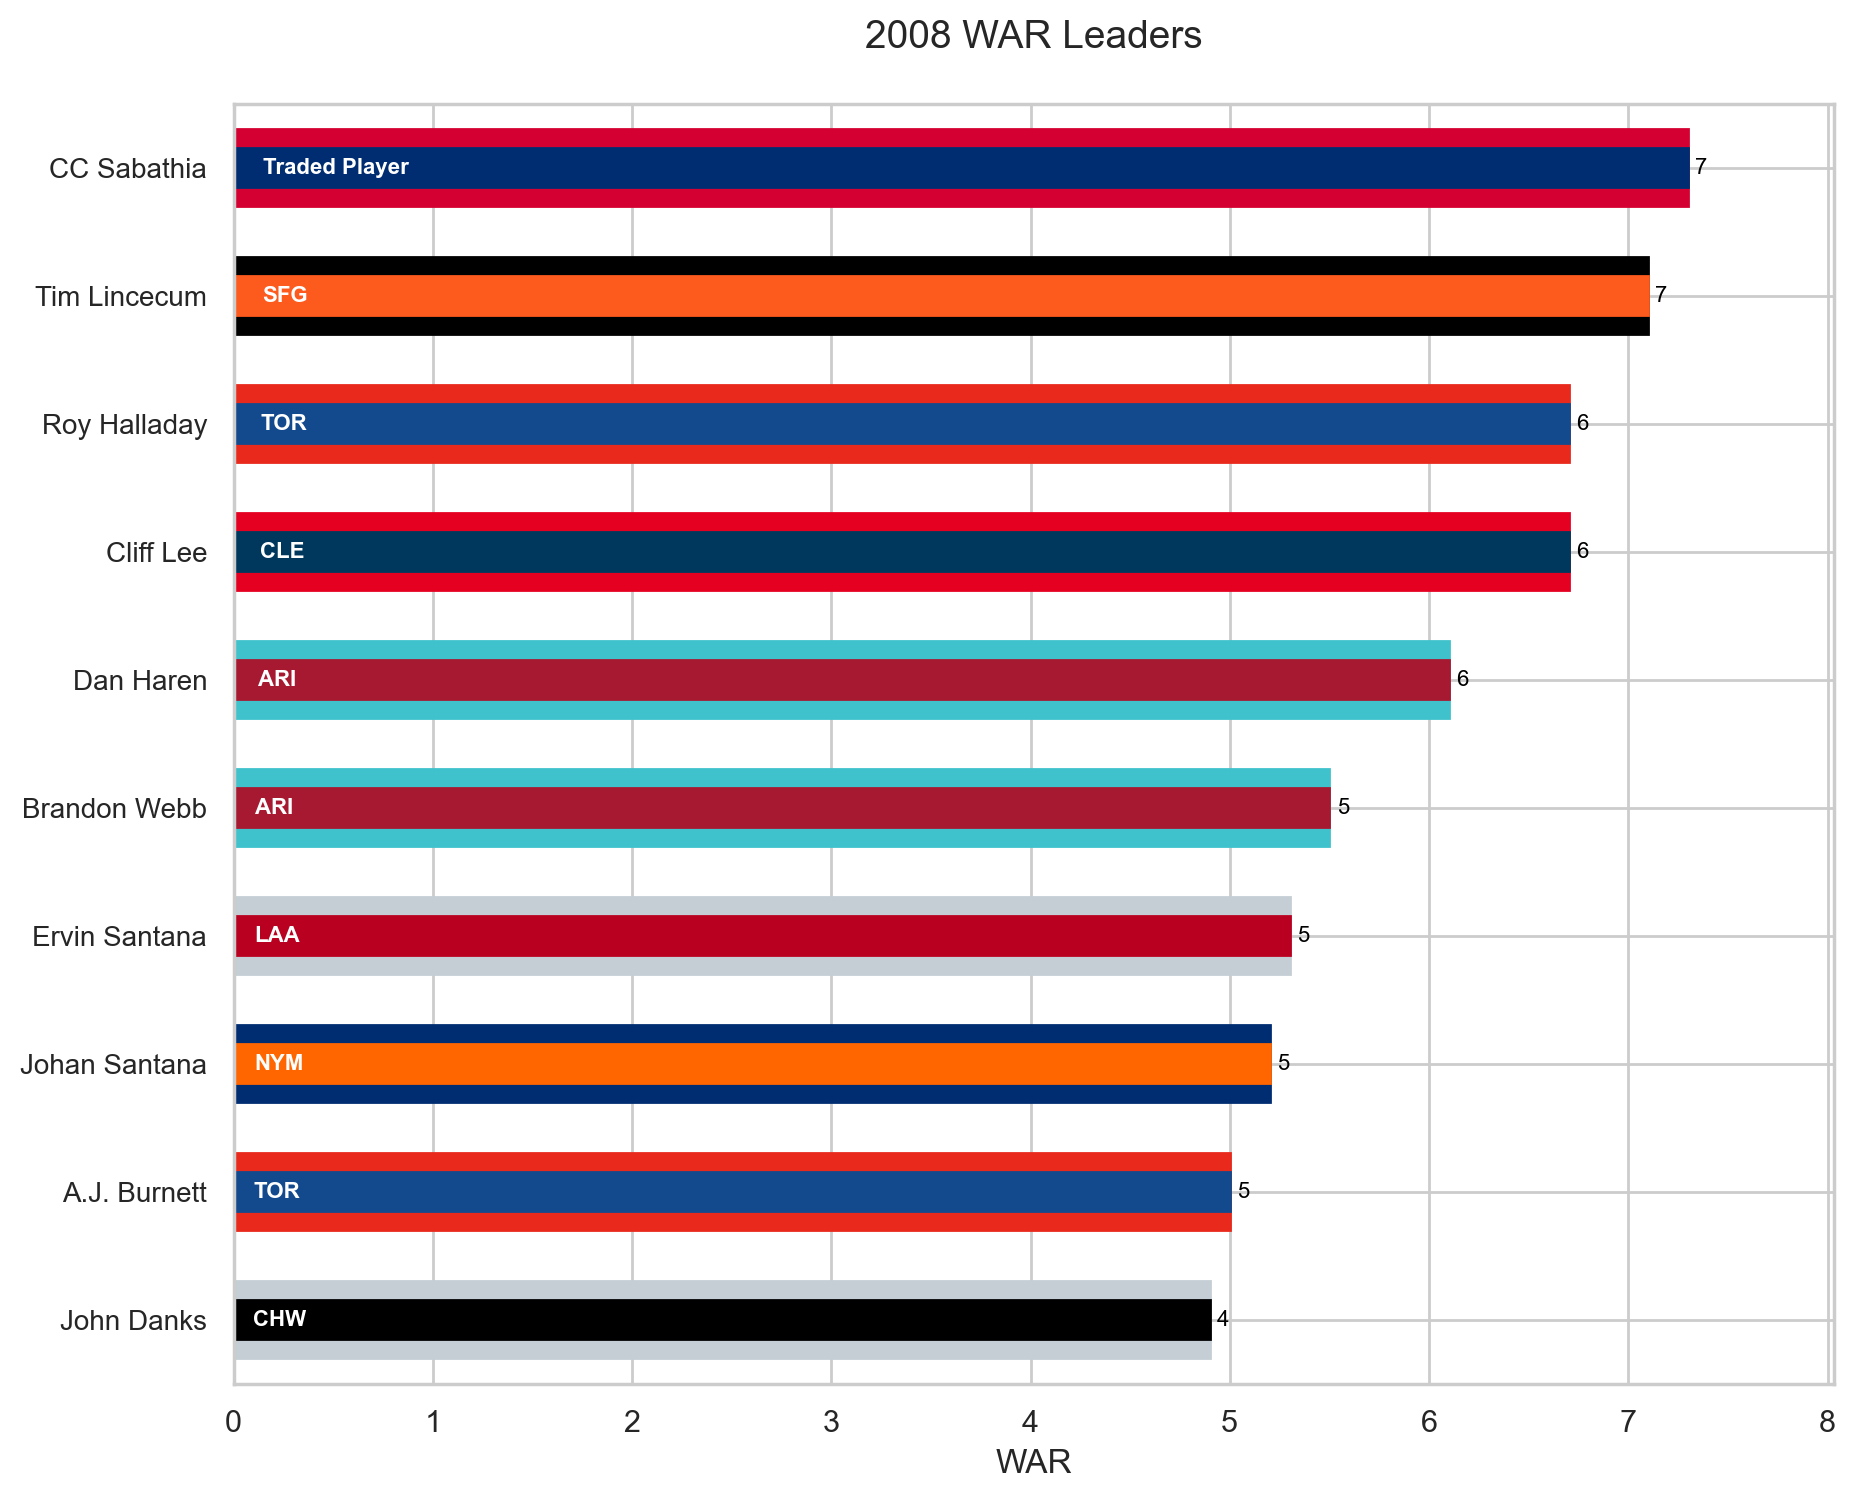 2008 WAR Leaders
CC Sabathia
Traded Player
7
Tim Lincecum
SFG
7
Roy Halladay
TOR
6
Cliff Lee
CLE
6
Dan Haren
ARI
6
Brandon Webb
ARI
5
Ervin Santana
LAA
5
Johan Santana
NYM
5
A.J. Burnett
TOR
5
John Danks
CHW
4
0 1 2 3 4 5 6 7 8
WAR